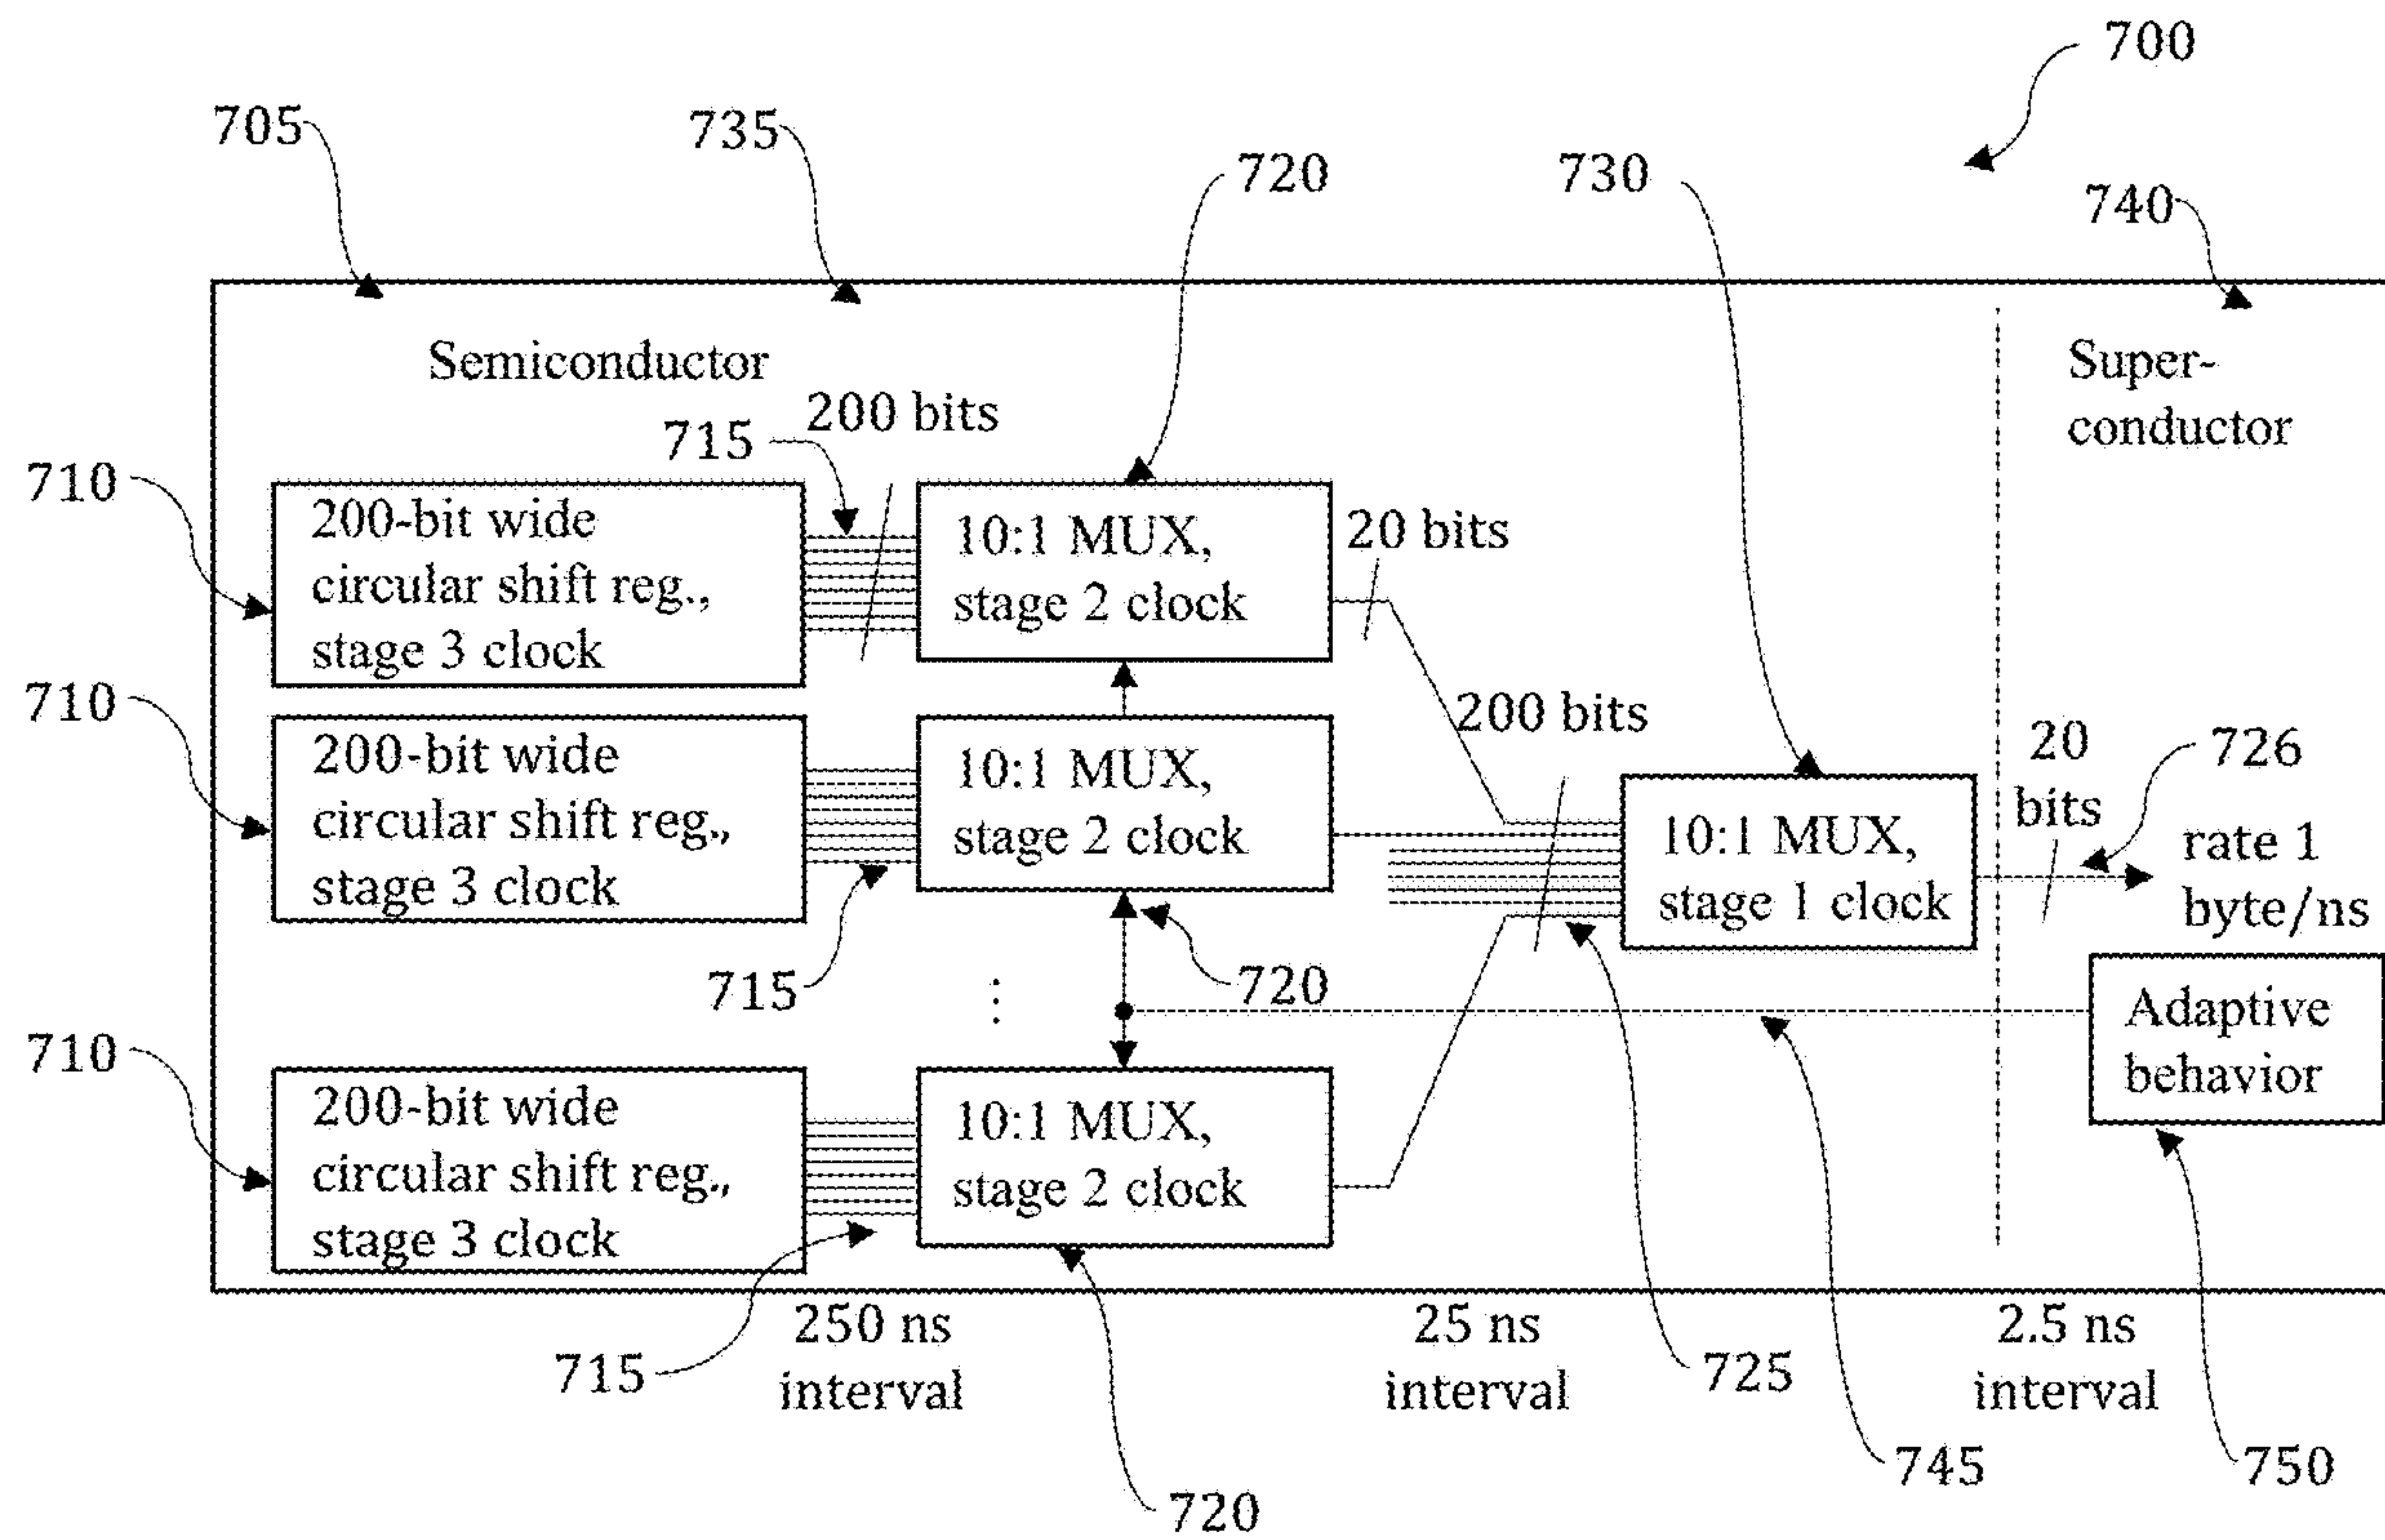 700
705
735
720
730
740
Semiconductor
Super-
conductor
200 bits
715
710
200-bit wide
circular shift reg.,
stage 3 clock
10:1 MUX,
stage 2 clock
20 bits
710
200-bit wide
circular shift reg.,
stage 3 clock
10:1 MUX,
stage 2 clock
200 bits
10:1 MUX,
stage 1 clock
20
bits
726
rate 1
byte/ns
715
⋮
720
Adaptive
behavior
710
200-bit wide
circular shift reg.,
stage 3 clock
10:1 MUX,
stage 2 clock
250 ns
interval
25 ns
interval
2.5 ns
interval
715
725
745
750
720